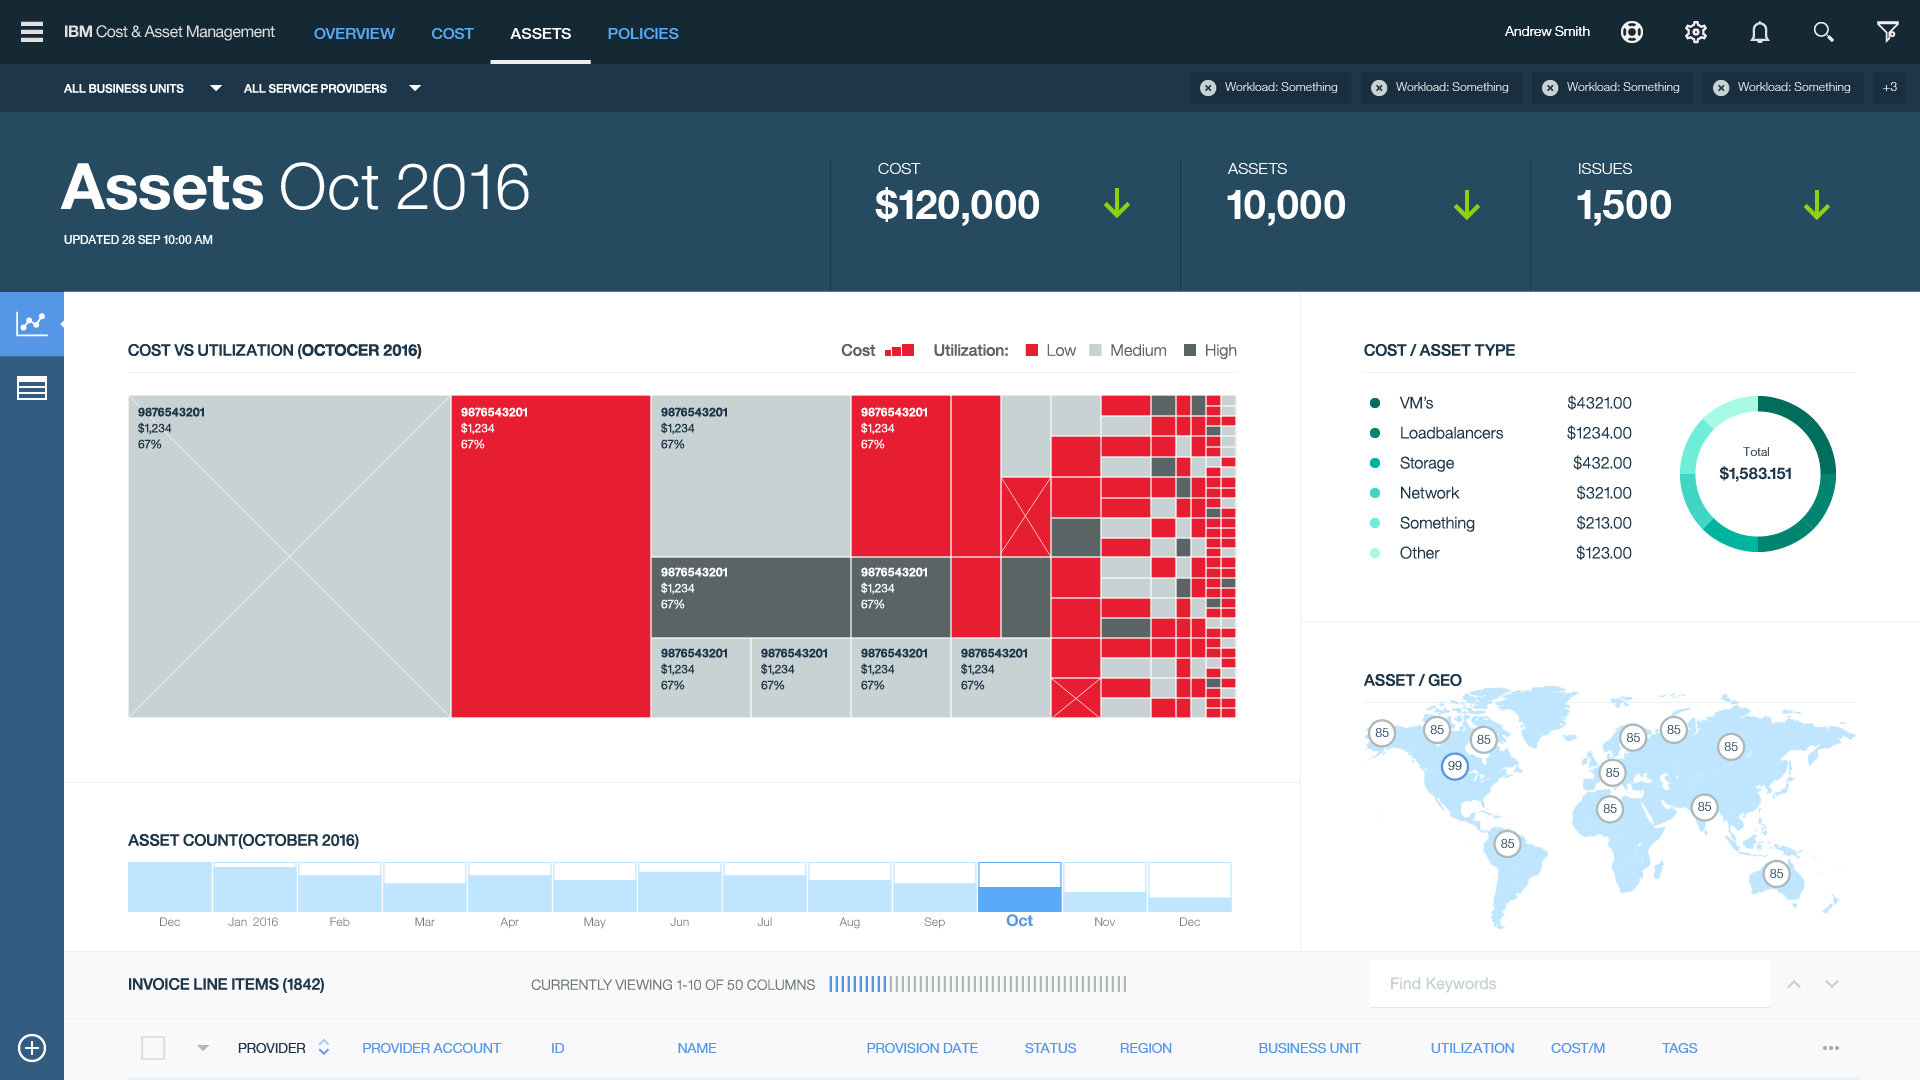 IBM Cost & Asset Management
OVERVIEW
COST
ASSETS
POLICIES
Andrew Smith
ALL BUSINESS UNITS
ALL SERVICE PROVIDERS
Workload: Something
Workload: Something
Workload: Something
Workload: Something
+3
Assets Oct 2016
UPDATED 28 SEP 10:00 AM
COST
$120,000
ASSETS
10,000
ISSUES
1,500
COST VS UTILIZATION (OCTOCER 2016)
Cost
Utilization:
Low
Medium
High
9876543201
$1,234
67%
9876543201
$1,234
67%
9876543201
$1,234
67%
9876543201
$1,234
67%
9876543201
$1,234
67%
9876543201
$1,234
67%
9876543201
$1,234
67%
9876543201
$1,234
67%
9876543201
$1,234
67%
9876543201
$1,234
67%
COST / ASSET TYPE
VM's $4321.00
Loadbalancers $1234.00
Storage $432.00
Network $321.00
Something $213.00
Other $123.00
Total
$1,583.151
ASSET / GEO
85
85
85
99
85
85
85
85
85
85
85
85
ASSET COUNT(OCTOBER 2016)
Dec
Jan 2016
Feb
Mar
Apr
May
Jun
Jul
Aug
Sep
Oct
Nov
Dec
INVOICE LINE ITEMS (1842)
CURRENTLY VIEWING 1-10 OF 50 COLUMNS
Find Keywords
PROVIDER
PROVIDER ACCOUNT
ID
NAME
PROVISION DATE
STATUS
REGION
BUSINESS UNIT
UTILIZATION
COST/M
TAGS